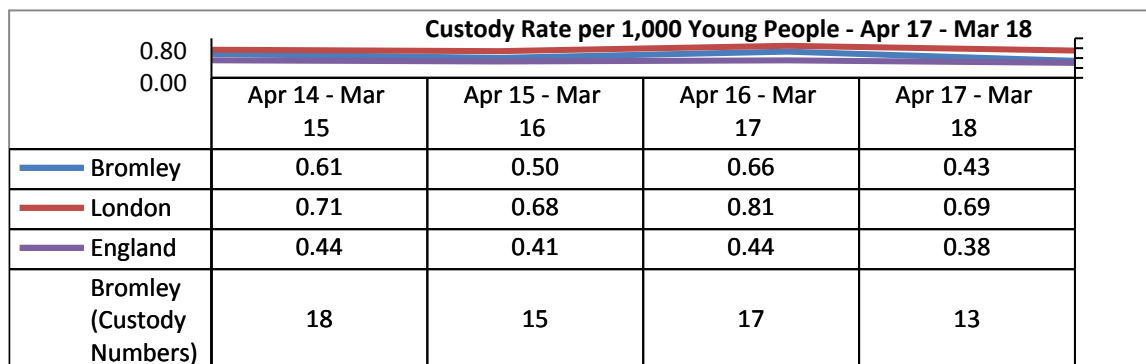 Custody Rate per 1,000 Young People - Apr 17 - Mar 18
0.80
0.00
Apr 14 - Mar 15 Apr 15 - Mar 16 Apr 16 - Mar 17 Apr 17 - Mar 18
Bromley 0.61 0.50 0.66 0.43
London 0.71 0.68 0.81 0.69
England 0.44 0.41 0.44 0.38
Bromley (Custody Numbers) 18 15 17 13